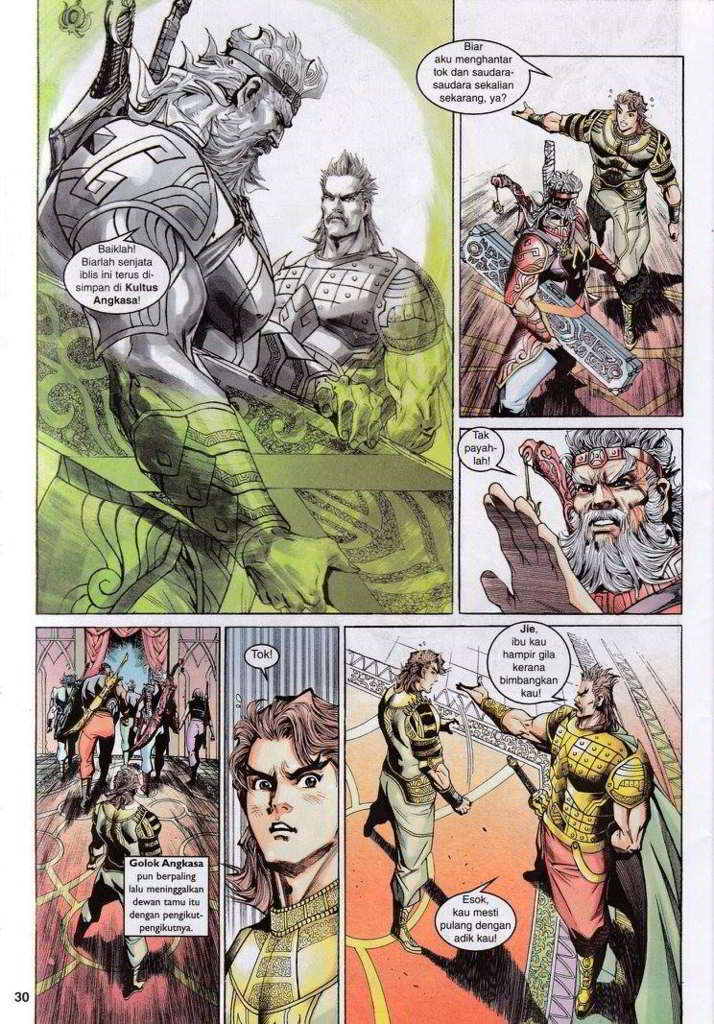 Baiklah!
Biarlah senjata
iblis ini terus di-
simpan di Kultus
Angkasa!
Biar
aku menghantar
tok dan saudara-
saudara sekalian
sekarang, ya?
Tak
payah-
lah!
Golok Angkasa
pun berpaling
lalu meninggalkan
dewan tamu itu
dengan pengikut-
pengikutnya.
Tok!
Jie,
ibu kau
hampir gila
kerana
bimbangkan
kau!
Esok,
kau mesti
pulang dengan
adik kau!
30